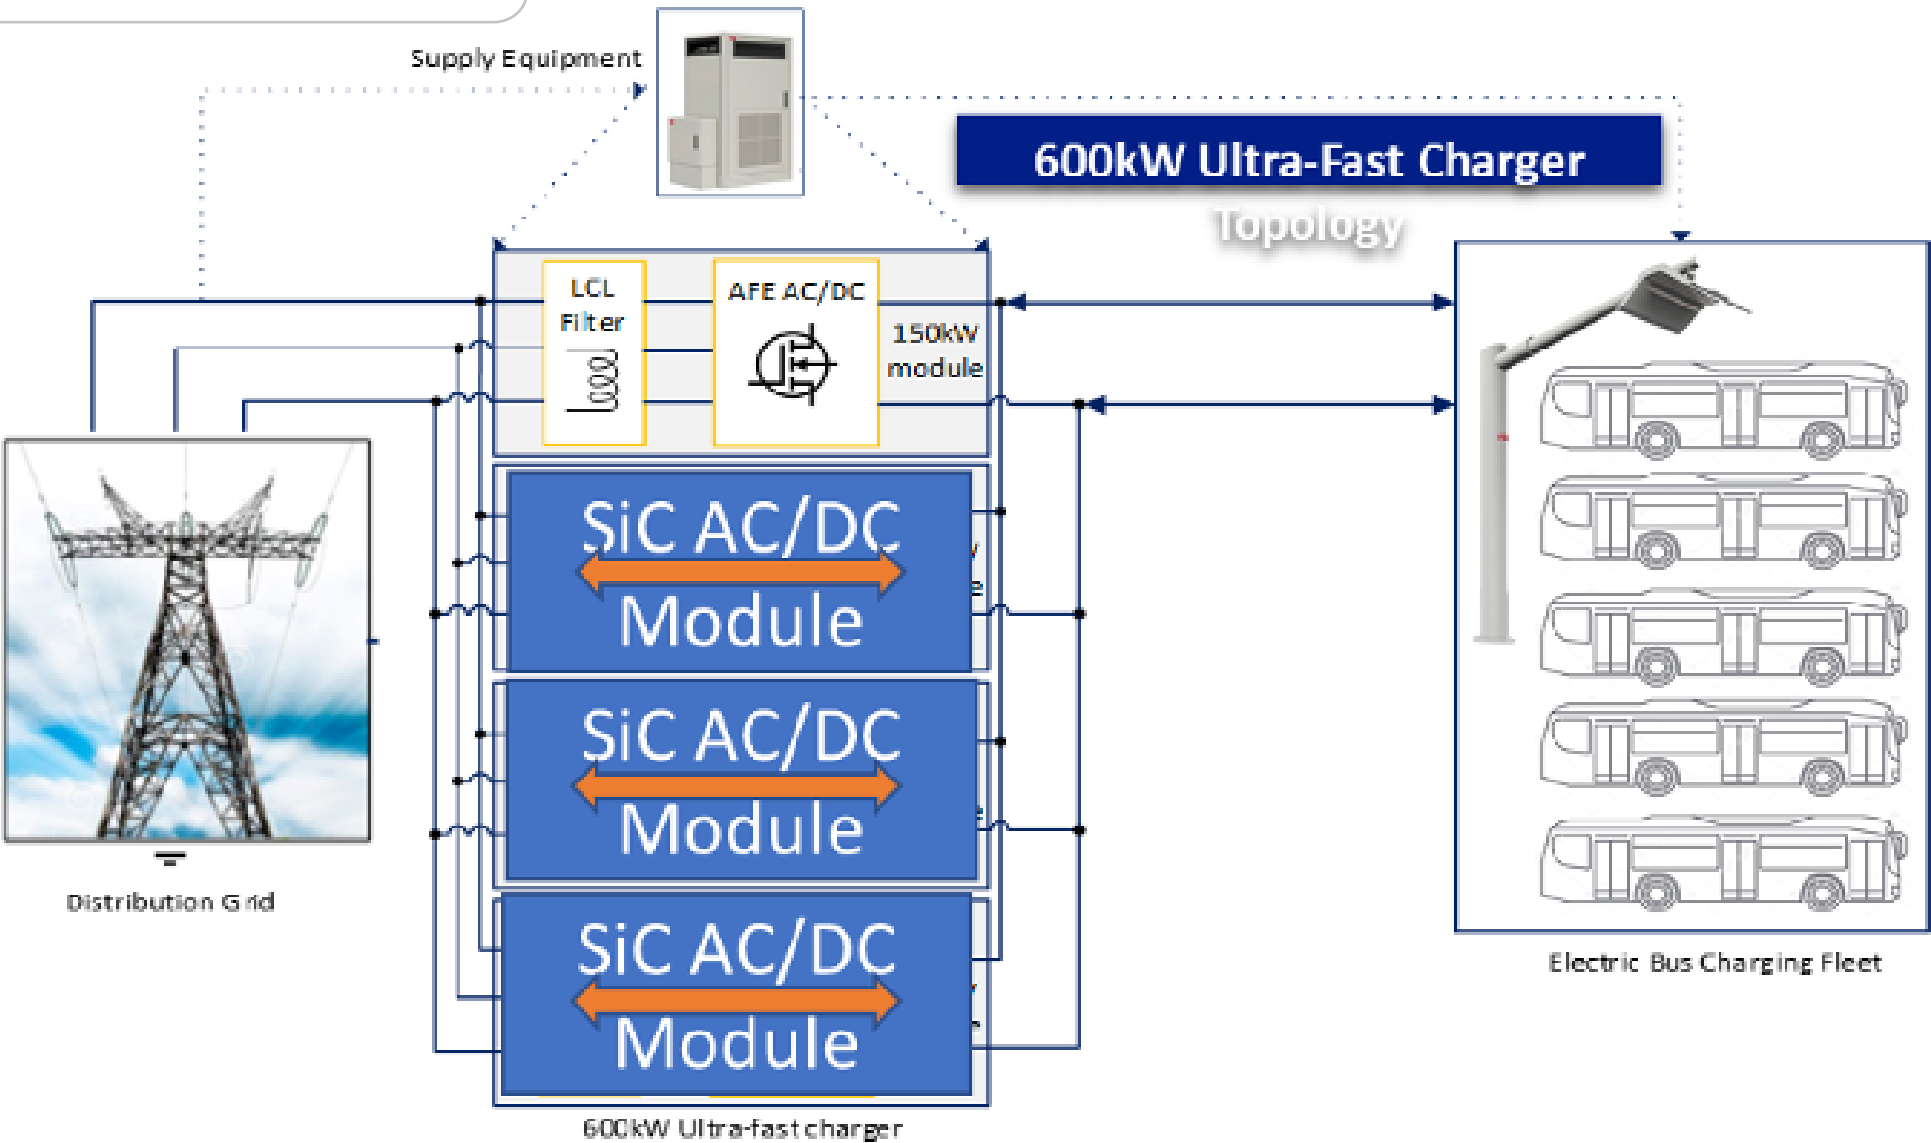 Supply Equipment
600kW Ultra-Fast Charger
Topology
LCL
Filter
AFE AC/DC
150kW
module
SiC AC/DC
Module
SiC AC/DC
Module
SiC AC/DC
Module
Distribution Grid
Electric Bus Charging Fleet
600kW Ultra-fast charger